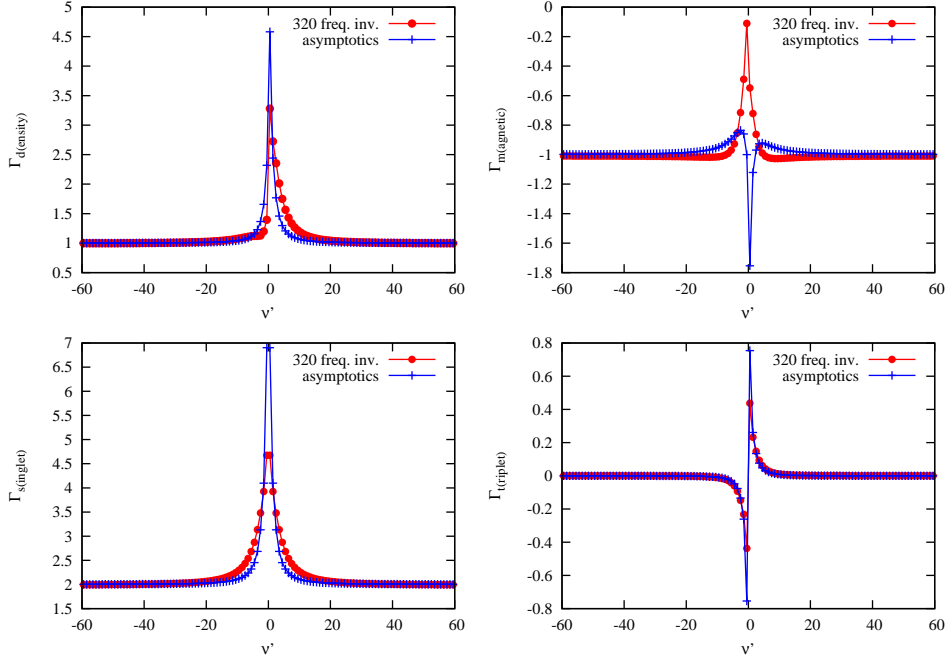 5
4.5
4
3.5
3
2.5
2
1.5
1
0.5
-60 -40 -20 0 20 40 60
Γd(ensity)
ν'
320 freq. inv.
asymptotics
0
-0.2
-0.4
-0.6
-0.8
-1
-1.2
-1.4
-1.6
-1.8
-60 -40 -20 0 20 40 60
Γm(agnetic)
ν'
320 freq. inv.
asymptotics
7
6.5
6
5.5
5
4.5
4
3.5
3
2.5
2
1.5
-60 -40 -20 0 20 40 60
Γs(inglet)
ν'
320 freq. inv.
asymptotics
0.8
0.6
0.4
0.2
0
-0.2
-0.4
-0.6
-0.8
-60 -40 -20 0 20 40 60
Γt(riplet)
ν'
320 freq. inv.
asymptotics